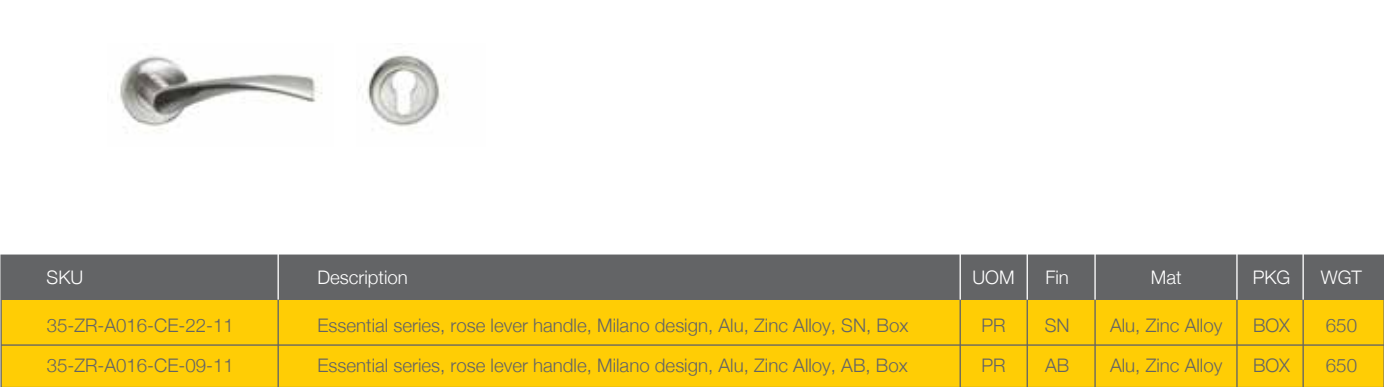 SKU Description UOM Fin Mat PKG WGT
35-ZR-A016-CE-22-11 Essential series, rose lever handle, Milano design, Alu, Zinc Alloy, SN, Box PR SN Alu, Zinc Alloy BOX 650
35-ZR-A016-CE-09-11 Essential series, rose lever handle, Milano design, Alu, Zinc Alloy, AB, Box PR AB Alu, Zinc Alloy BOX 650